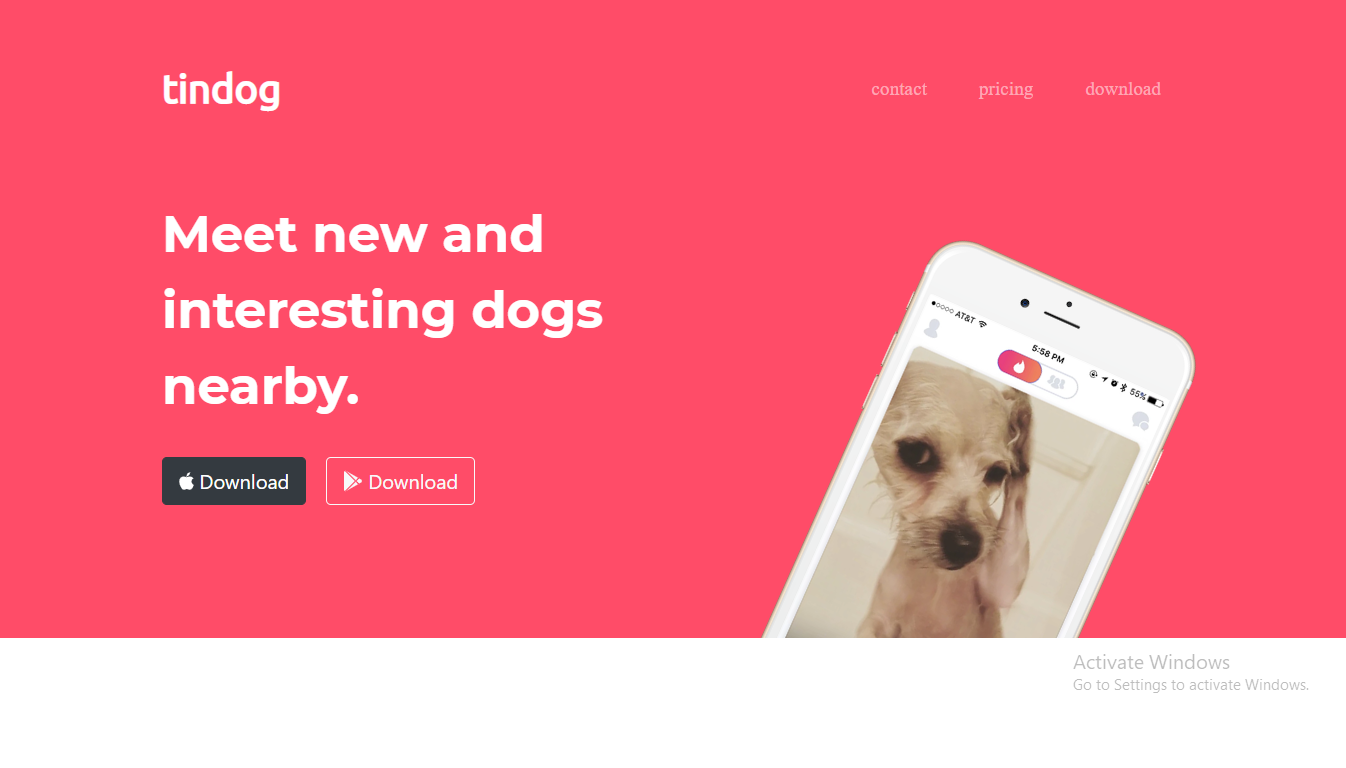 tindog
contact pricing download
Meet new and
interesting dogs
nearby.
Download Download
AT&T
5:58 PM
55%
Activate Windows
Go to Settings to activate Windows.